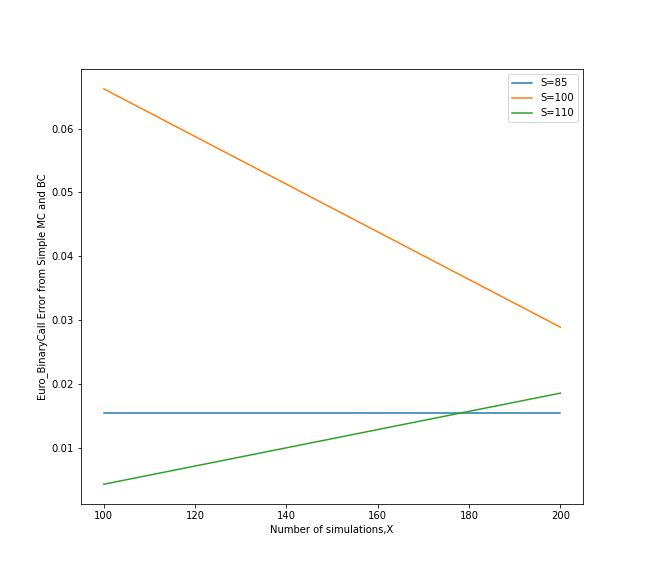 S=85
S=100
S=110
0.06
0.05
0.04
0.03
0.02
0.01
Euro_BinaryCall Error from Simple MC and BC
100 120 140 160 180 200
Number of simulations,X